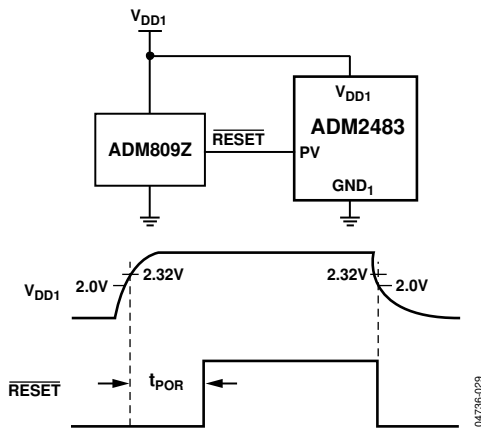 VDD1
VDD1
ADM2483
ADM809Z
RESET
PV
GND1
VDD1
2.0V
2.32V
2.32V
2.0V
RESET
tPOR
04736-029